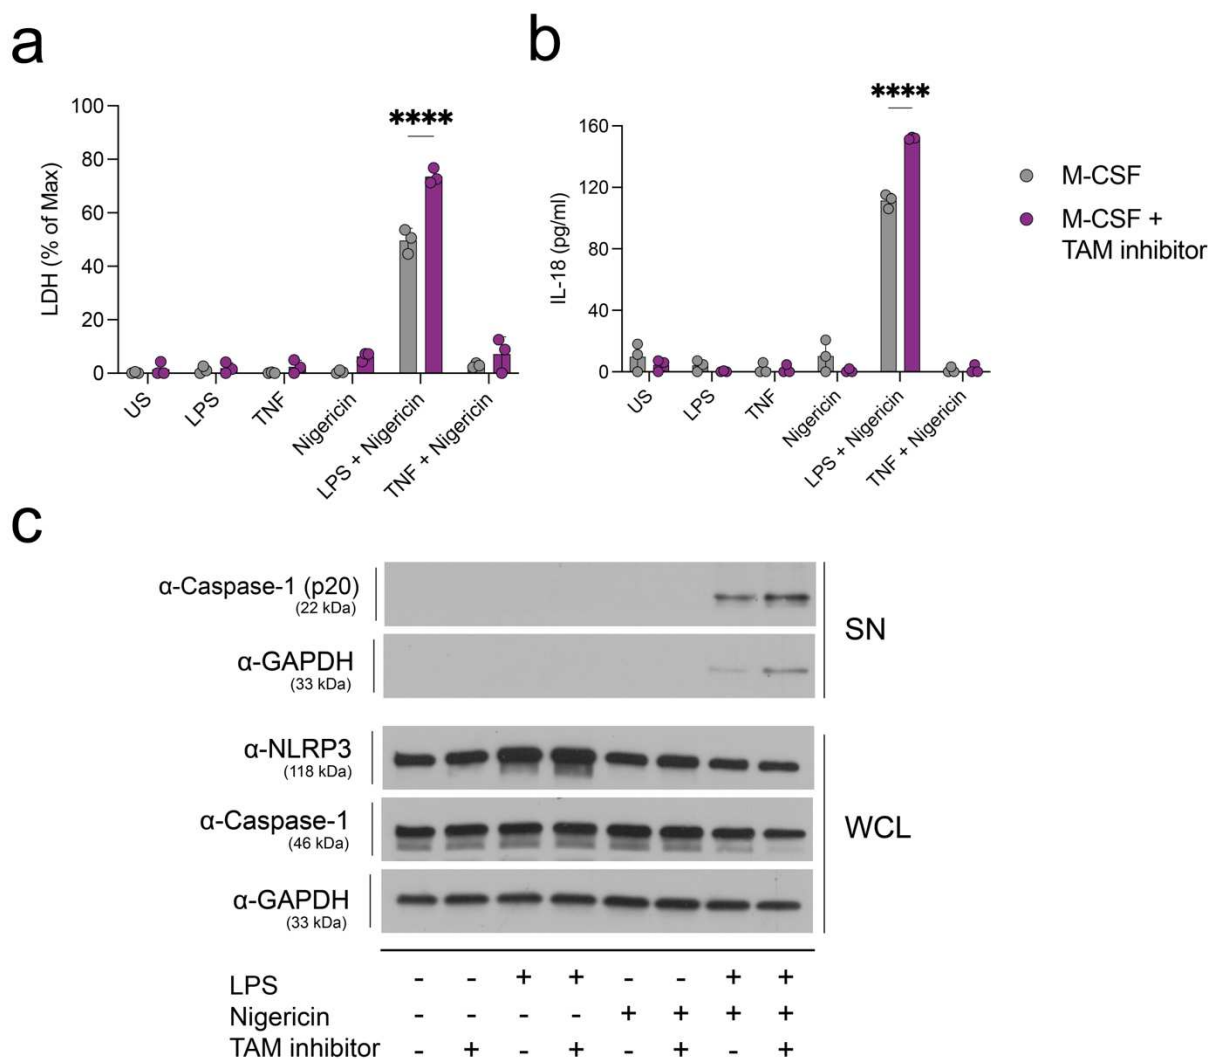 a
b
****
****
100
80
60
40
20
0
LDH (% of Max)
US
LPS
TNF
Nigericin
LPS + Nigericin
TNF + Nigericin
160
120
80
40
0
IL-18 (pg/ml)
US
LPS
TNF
Nigericin
LPS + Nigericin
TNF + Nigericin
M-CSF
M-CSF +
TAM inhibitor
c
α-Caspase-1 (p20)
(22 kDa)
α-GAPDH
(33 kDa)
SN
α-NLRP3
(118 kDa)
α-Caspase-1
(46 kDa)
α-GAPDH
(33 kDa)
WCL
LPS - - + + - - + +
Nigericin - - - - + + + +
TAM inhibitor - + - + - + - +